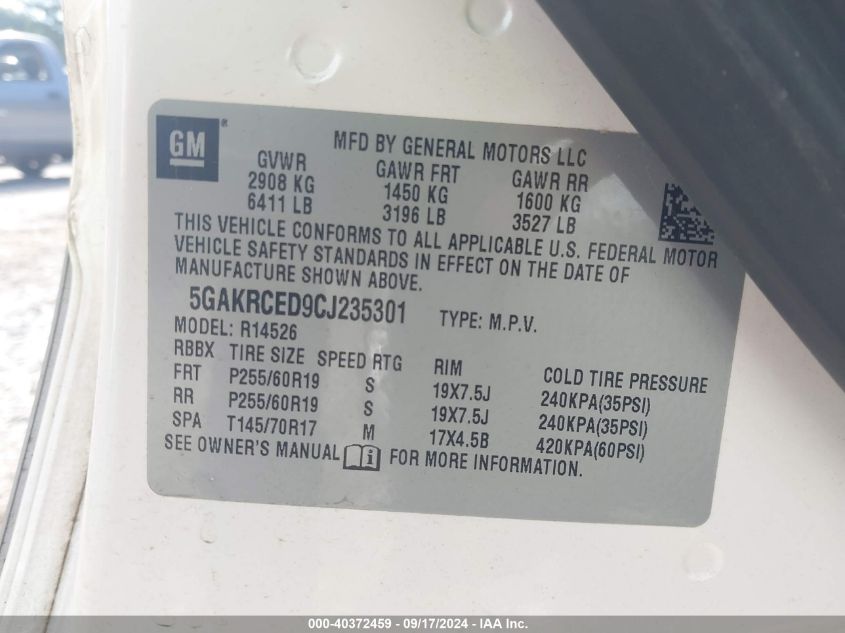 GM®
MFD BY GENERAL MOTORS LLC
GVWR GAWR FRT GAWR RR
2908 KG 1450 KG 1600 KG
6411 LB 3196 LB 3527 LB
THIS VEHICLE CONFORMS TO ALL APPLICABLE U.S. FEDERAL MOTOR
VEHICLE SAFETY STANDARDS IN EFFECT ON THE DATE OF
MANUFACTURE SHOWN ABOVE.
5GAKRCED9CJ235301 TYPE: M.P.V.
MODEL: R14526
RBBX TIRE SIZE SPEED RTG RIM COLD TIRE PRESSURE
FRT P255/60R19 S 19X7.5J 240KPA(35PSI)
RR P255/60R19 S 19X7.5J 240KPA(35PSI)
SPA T145/70R17 M 17X4.5B 420KPA(60PSI)
SEE OWNER'S MANUAL i FOR MORE INFORMATION.
000-40372459 - 09/17/2024 - IAA Inc.